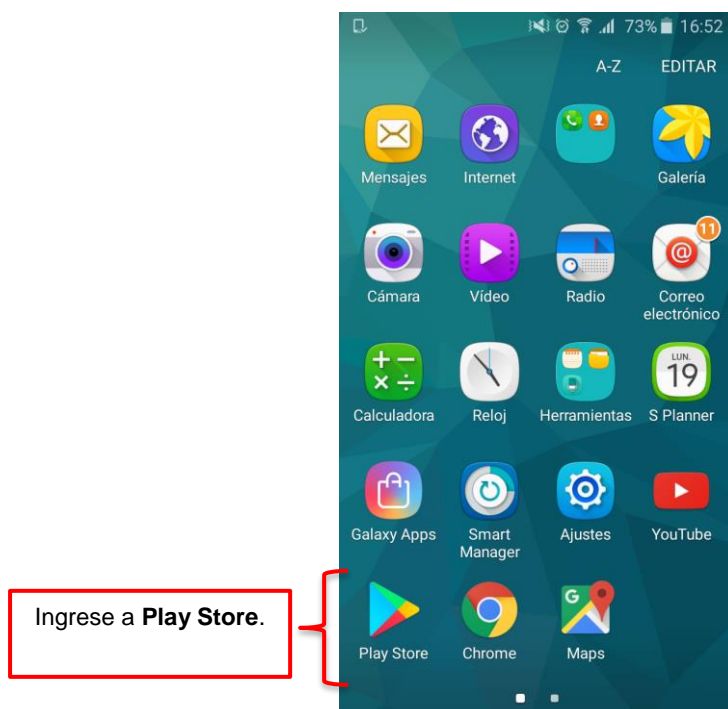 73% 16:52
A-Z EDITAR
Mensajes Internet Galería
11
@
Cámara Vídeo Radio Correo
electrónico
LUN.
19
Calculadora Reloj Herramientas S Planner
Galaxy Apps Smart Ajustes YouTube
Manager
G
Ingrese a Play Store.
Play Store Chrome Maps